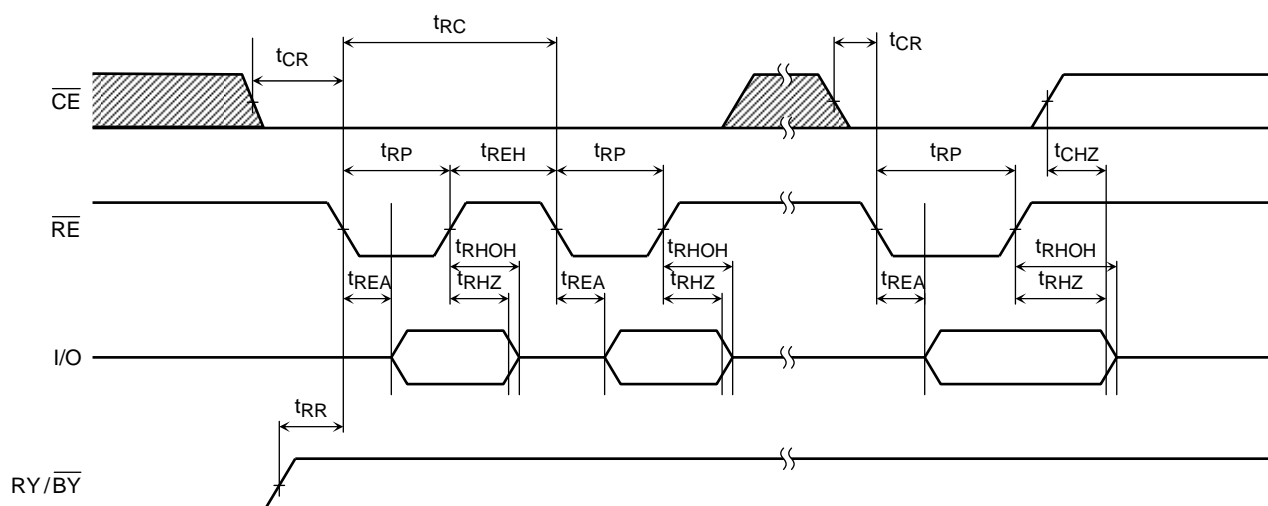 tRC
tCR
tCR
CE
tRP
tREH
tRP
tRP
tCHZ
RE
tRHOH
tRHOH
tRHOH
tREA
tRHZ
tREA
tRHZ
tREA
tRHZ
I/O
tRR
RY/BY